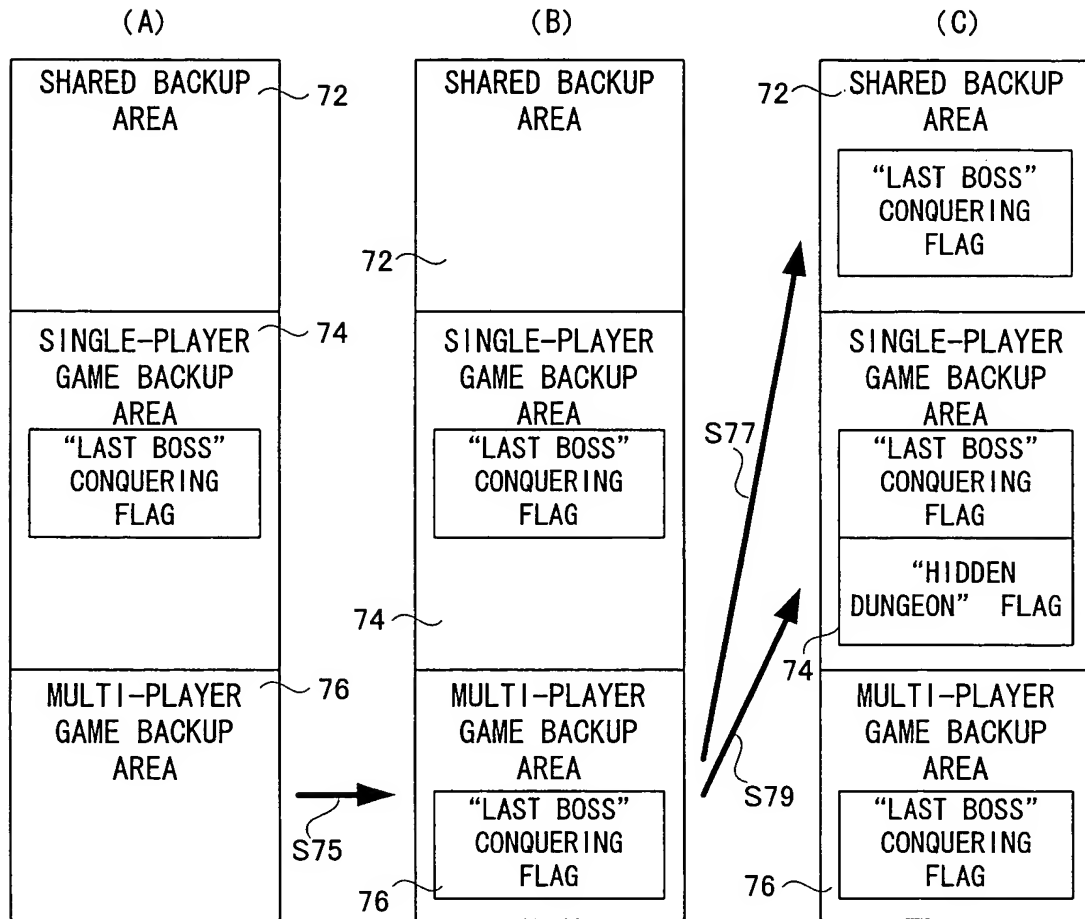 (A)
SHARED BACKUP
AREA
72
SINGLE-PLAYER
GAME BACKUP
AREA
74
“LAST BOSS”
CONQUERING
FLAG
MULTI-PLAYER
GAME BACKUP
AREA
76
S75
(B)
SHARED BACKUP
AREA
72
SINGLE-PLAYER
GAME BACKUP
AREA
“LAST BOSS”
CONQUERING
FLAG
74
MULTI-PLAYER
GAME BACKUP
AREA
“LAST BOSS”
CONQUERING
FLAG
76
S77
S79
(C)
72
SHARED BACKUP
AREA
“LAST BOSS”
CONQUERING
FLAG
SINGLE-PLAYER
GAME BACKUP
AREA
“LAST BOSS”
CONQUERING
FLAG
“HIDDEN
DUNGEON” FLAG
74
MULTI-PLAYER
GAME BACKUP
AREA
“LAST BOSS”
CONQUERING
FLAG
76